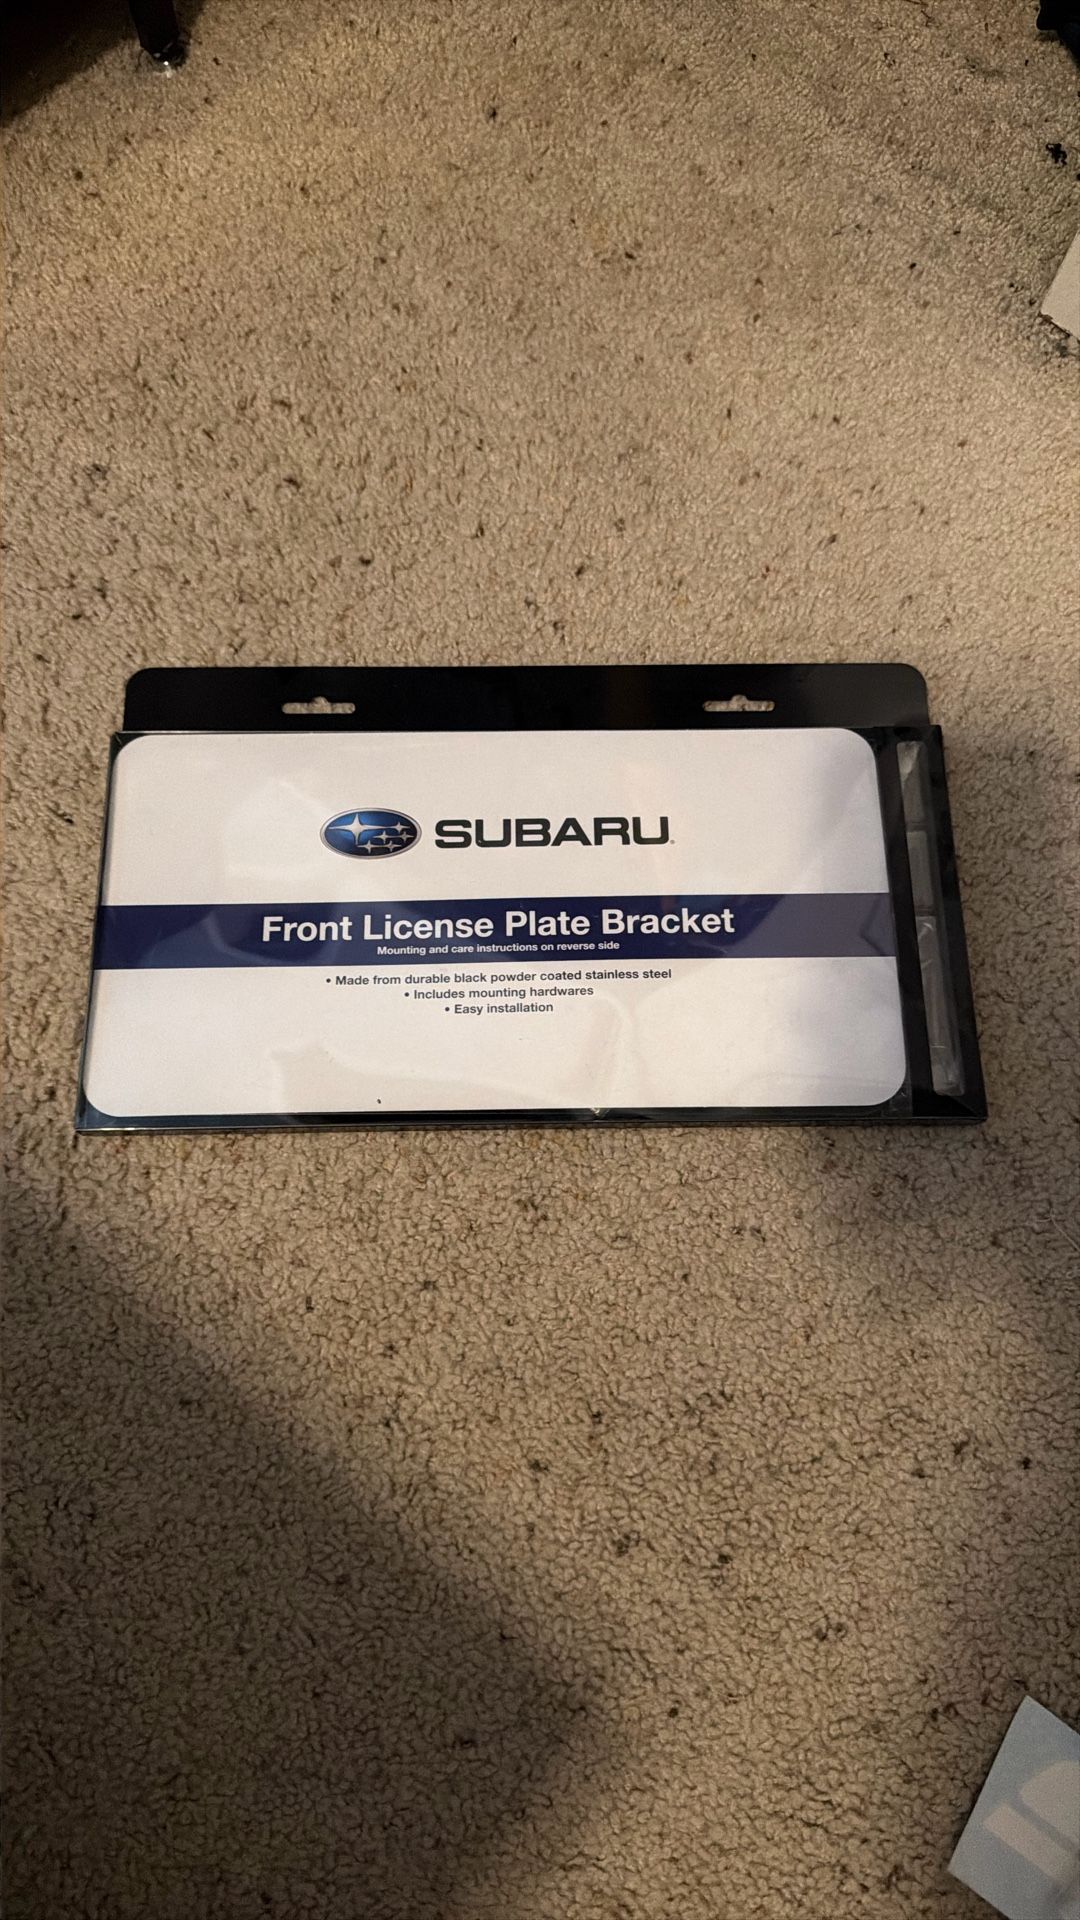 SUBARU
Front License Plate Bracket
Mounting and care instructions on reverse side
• Made from durable black powder coated stainless steel
• Includes mounting hardwares
• Easy installation